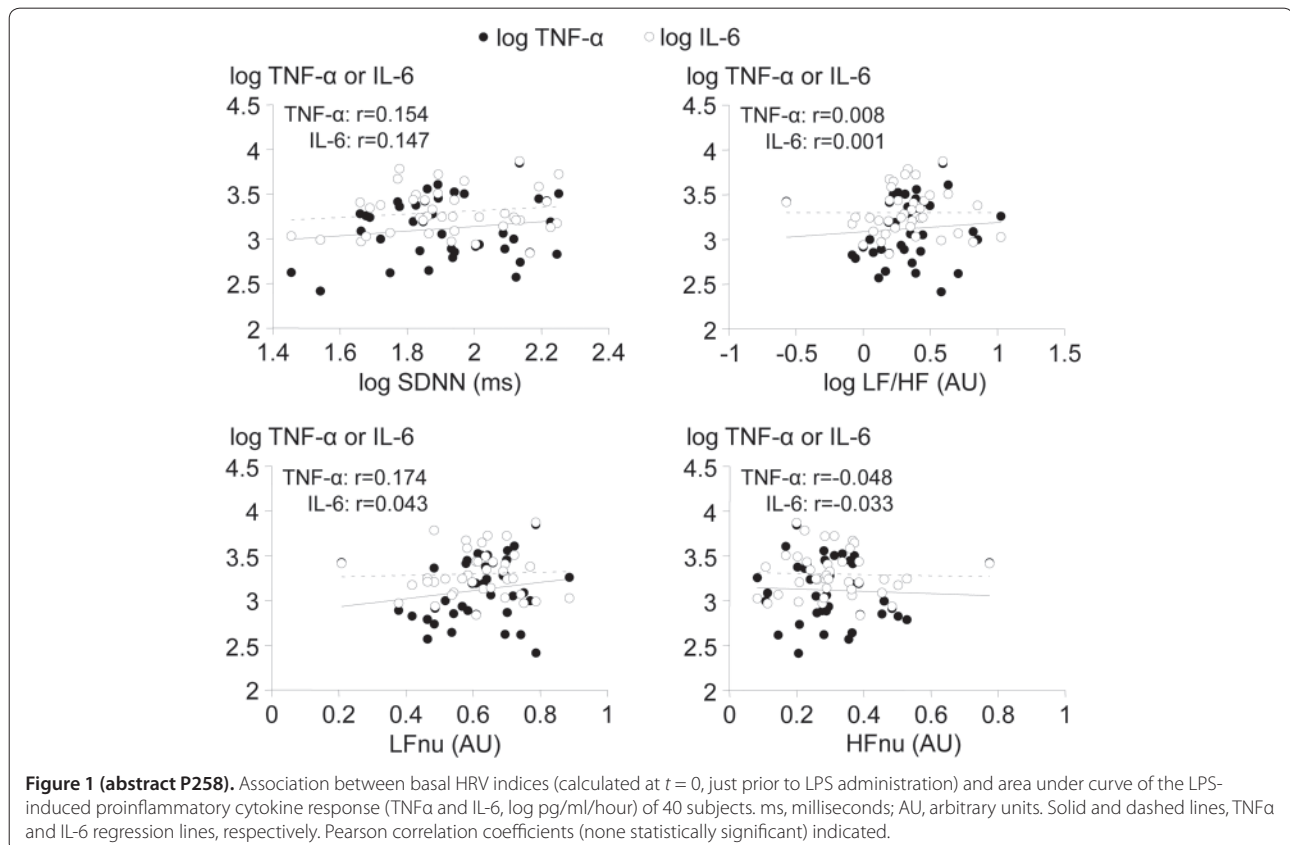 ● log TNF-α ○ log IL-6
log TNF-α or IL-6
4.5
4
3.5
3
2.5
2
TNF-α: r=0.154
IL-6: r=0.147
1.4 1.6 1.8 2 2.2 2.4
log SDNN (ms)
log TNF-α or IL-6
4.5
4
3.5
3
2.5
2
TNF-α: r=0.008
IL-6: r=0.001
-1 -0.5 0 0.5 1 1.5
log LF/HF (AU)
log TNF-α or IL-6
4.5
4
3.5
3
2.5
2
TNF-α: r=0.174
IL-6: r=0.043
0 0.2 0.4 0.6 0.8 1
LFnu (AU)
log TNF-α or IL-6
4.5
4
3.5
3
2.5
2
TNF-α: r=-0.048
IL-6: r=-0.033
0 0.2 0.4 0.6 0.8 1
HFnu (AU)
Figure 1 (abstract P258). Association between basal HRV indices (calculated at t = 0, just prior to LPS administration) and area under curve of the LPS-
induced proinflammatory cytokine response (TNFα and IL-6, log pg/ml/hour) of 40 subjects. ms, milliseconds; AU, arbitrary units. Solid and dashed lines, TNFα
and IL-6 regression lines, respectively. Pearson correlation coefficients (none statistically significant) indicated.